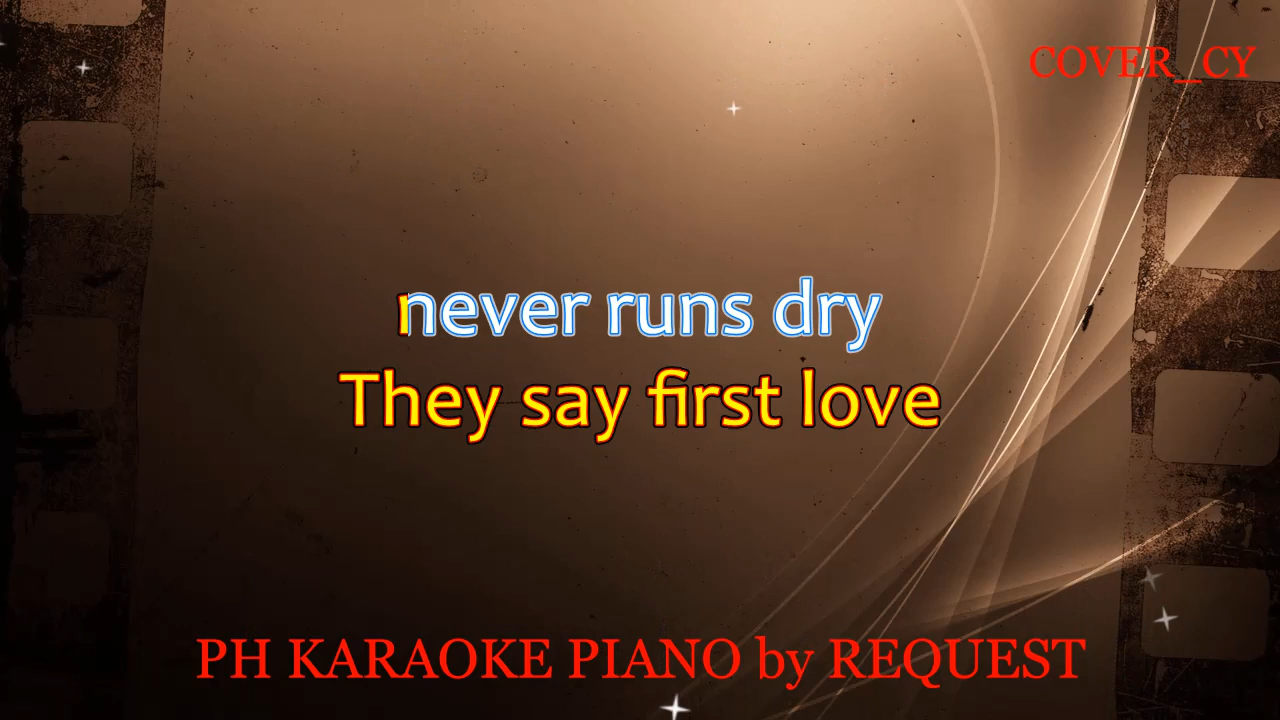 COVER_CY
never runs dry
They say first love
PH KARAOKE PIANO by REQUEST